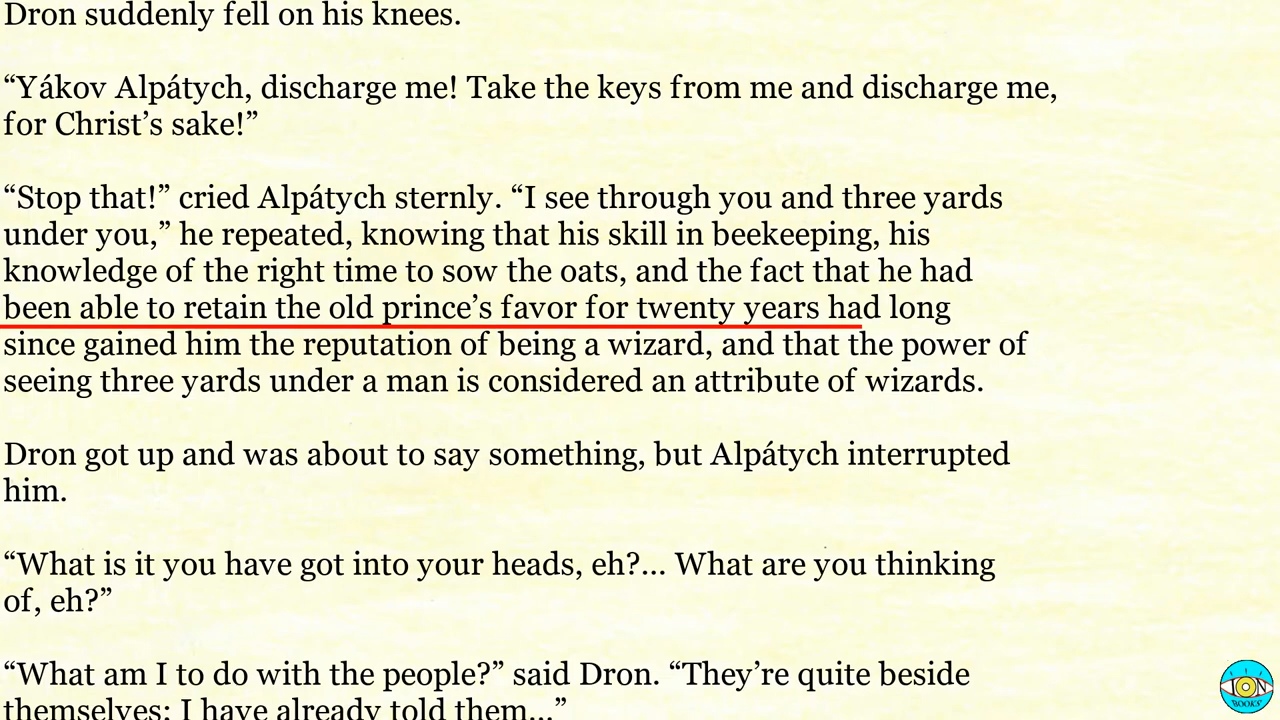 Dron suddenly fell on his knees.
“Yákov Alpátych, discharge me! Take the keys from me and discharge me,
for Christ’s sake!”
“Stop that!” cried Alpátych sternly. “I see through you and three yards
under you,” he repeated, knowing that his skill in beekeeping, his
knowledge of the right time to sow the oats, and the fact that he had
been able to retain the old prince’s favor for twenty years had long
since gained him the reputation of being a wizard, and that the power of
seeing three yards under a man is considered an attribute of wizards.
Dron got up and was about to say something, but Alpátych interrupted
him.
“What is it you have got into your heads, eh?... What are you thinking
of, eh?”
“What am I to do with the people?” said Dron. “They’re quite beside
themselves; I have already told them...”
ION
BOOKS